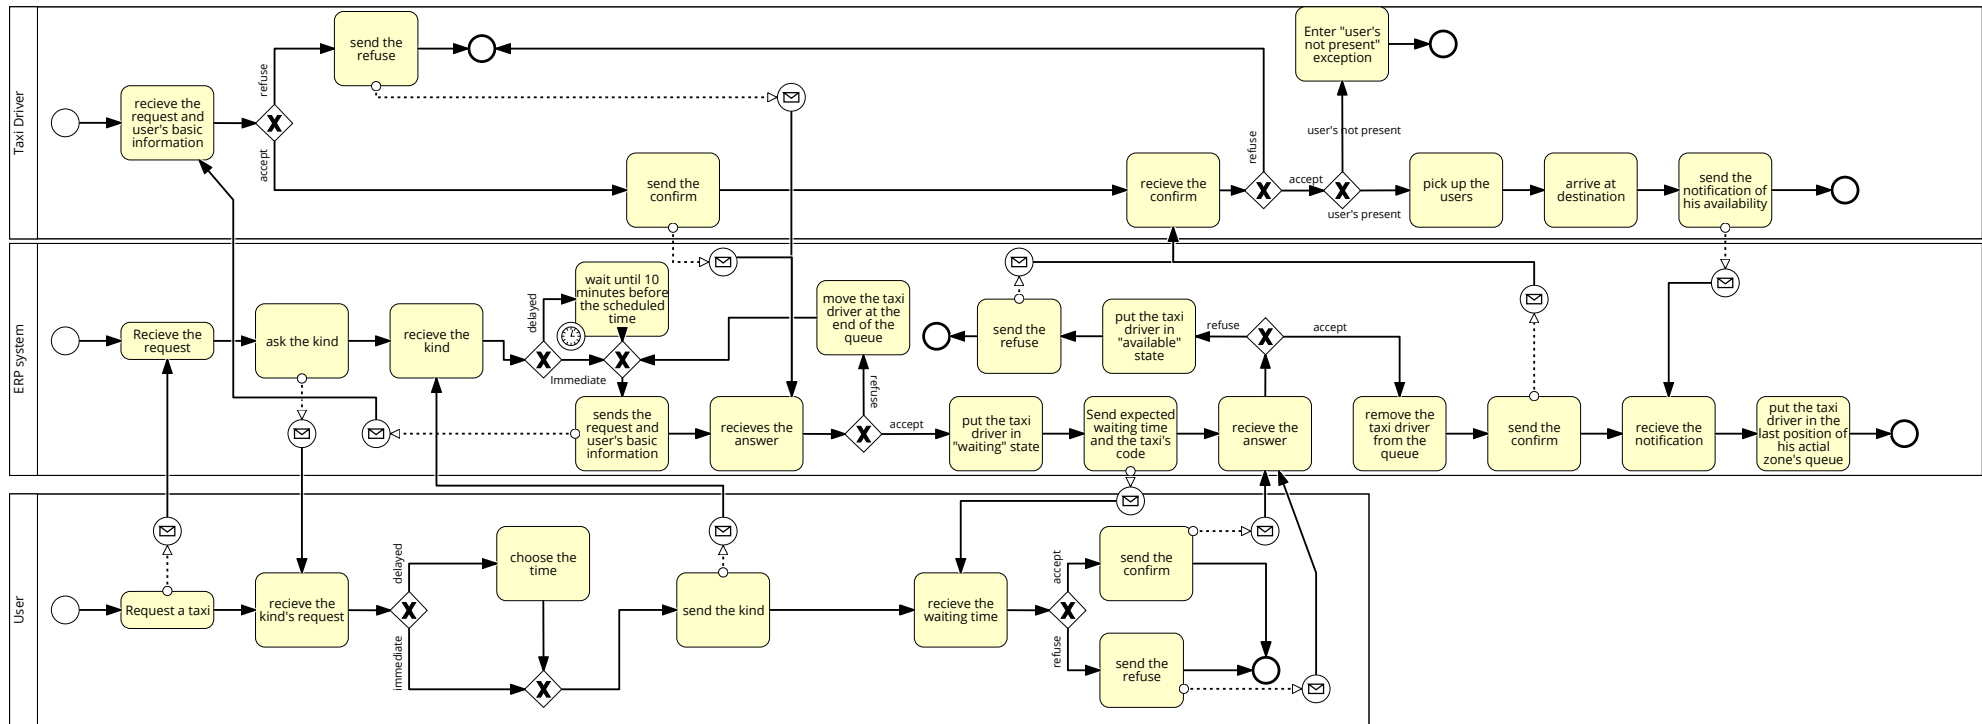 Taxi Driver
recieve the
request and
user's basic
information
refuse
accept
send the
refuse
send the
confirm
recieve the
confirm
refuse
accept
user's not present
user's present
Enter "user's
not present"
exception
pick up the
users
arrive at
destination
send the
notification of
his availability
ERP system
Recieve the
request
ask the kind
recieve the
kind
delayed
Immediate
wait until 10
minutes before
the scheduled
time
sends the
request and
user's basic
information
recieves the
answer
refuse
accept
move the taxi
driver at the
end of the
queue
put the taxi
driver in
"waiting" state
Send expected
waiting time
and the taxi's
code
recieve the
answer
refuse
accept
put the taxi
driver in
"available"
state
send the
refuse
remove the
taxi driver
from the
queue
send the
confirm
recieve the
notification
put the taxi
driver in the
last position of
his actial
zone's queue
User
Request a taxi
recieve the
kind's request
delayed
immediate
choose the
time
send the kind
recieve the
waiting time
accept
refuse
send the
confirm
send the
refuse